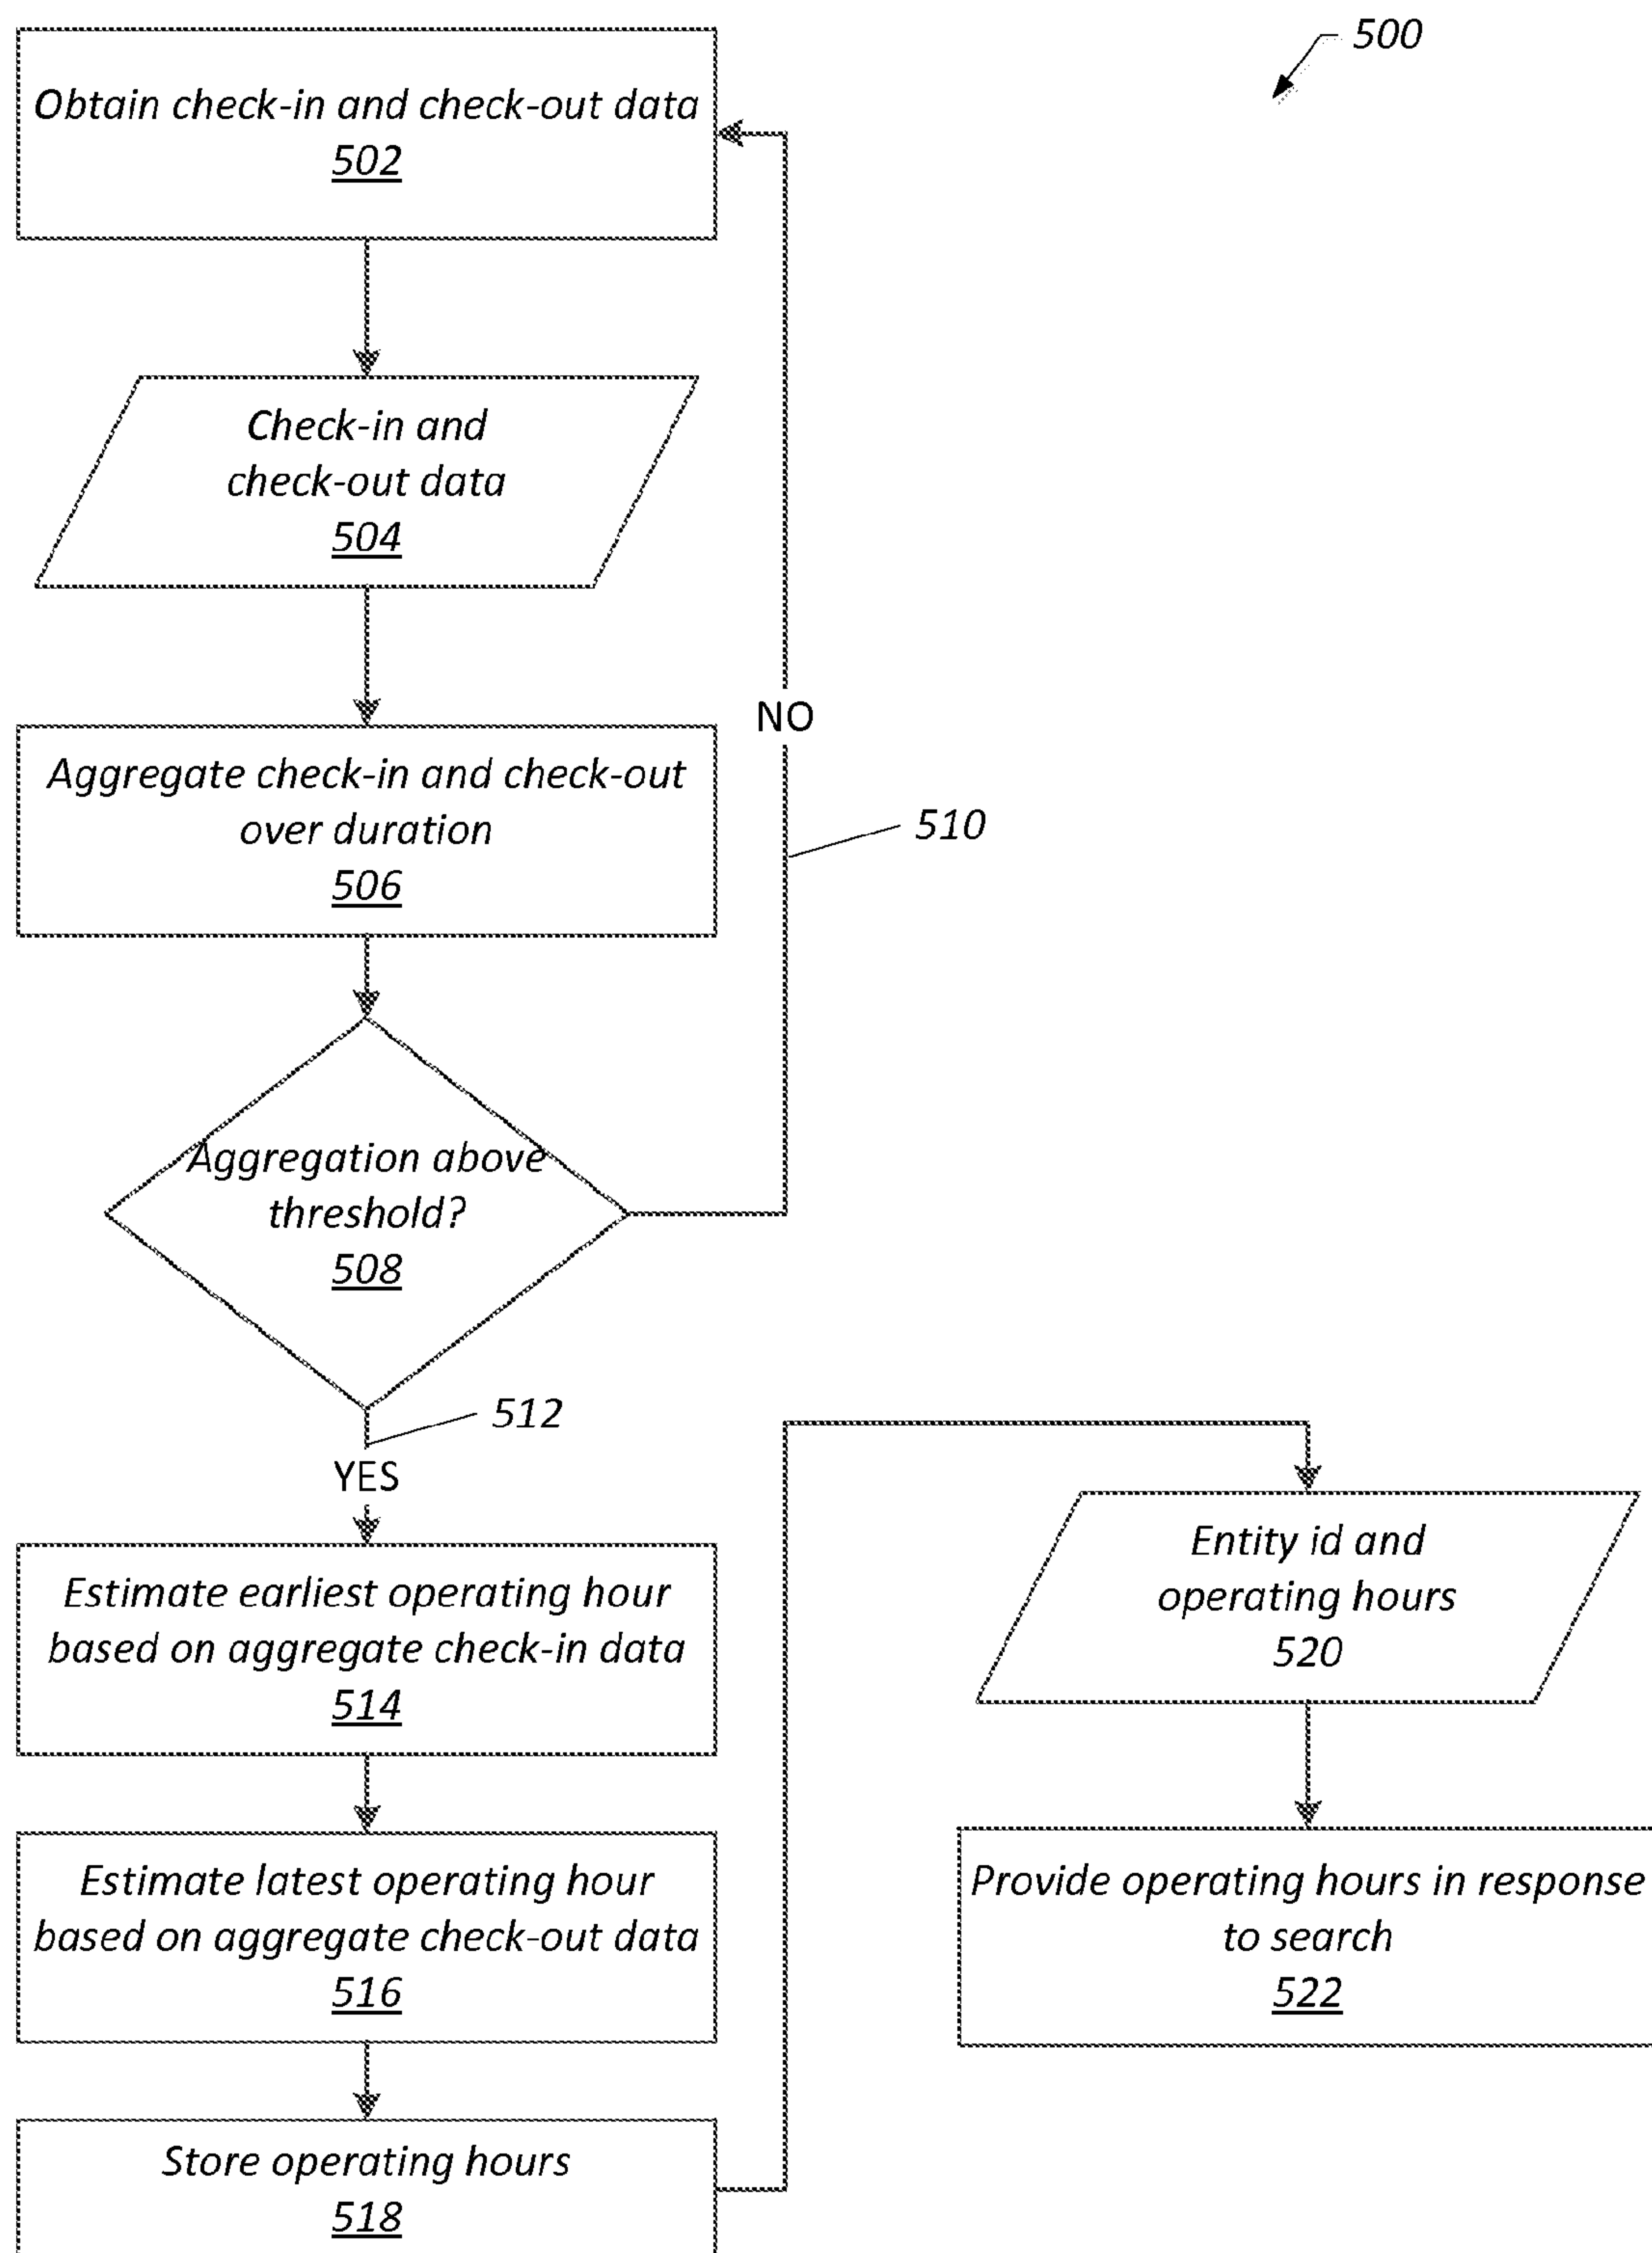 500
Obtain check-in and check-out data
502
Check-in and
check-out data
504
NO
Aggregate check-in and check-out
over duration
506
510
Aggregation above
threshold?
508
512
YES
Estimate earliest operating hour
based on aggregate check-in data
514
Estimate latest operating hour
based on aggregate check-out data
516
Store operating hours
518
Entity id and
operating hours
520
Provide operating hours in response
to search
522